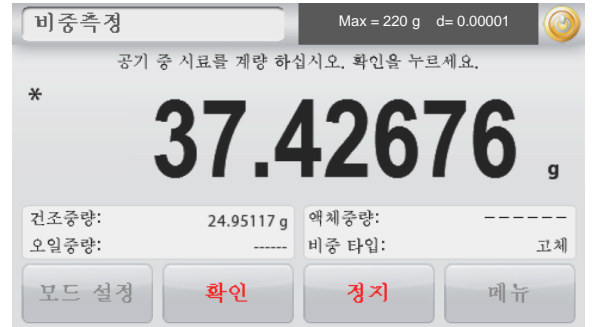 비중측정 Max = 220 g d= 0.00001
공기 중 시료를 계량 하십시오. 확인을 누르세요.
* 37.42676 g
건조중량: 24.95117 g 액체중량: ------
오일중량: ------ 비중 타입: 고체
모드 설정 확인 정지 메뉴